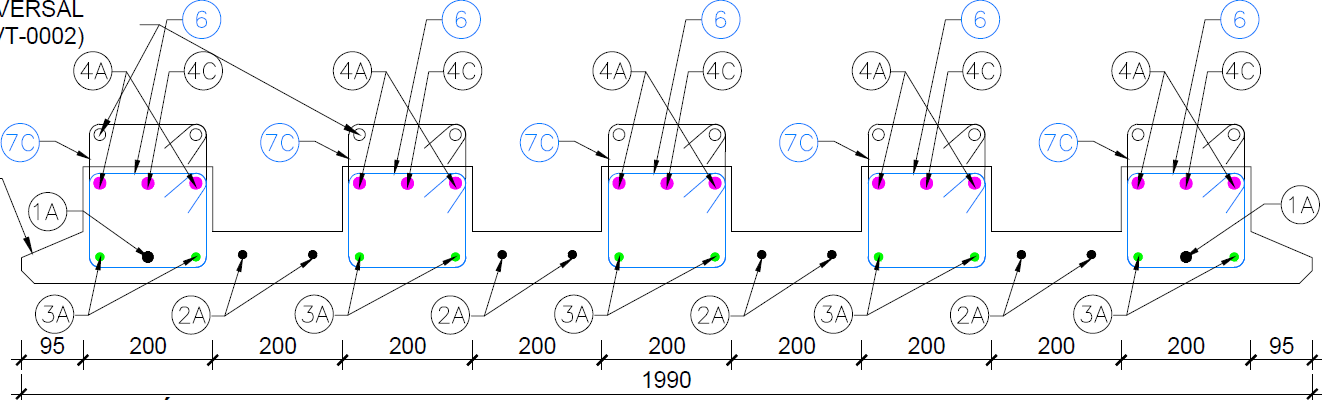 VERSAL
VT-0002)
6 6 6 6 6
4A 4C 4A 4C 4A 4C 4A 4C 4A 4C
7C 7C 7C 7C 7C
1A 1A
3A 2A 3A 2A 3A 2A 3A 2A 3A
95 200 200 200 200 200 200 200 200 200 95
1990